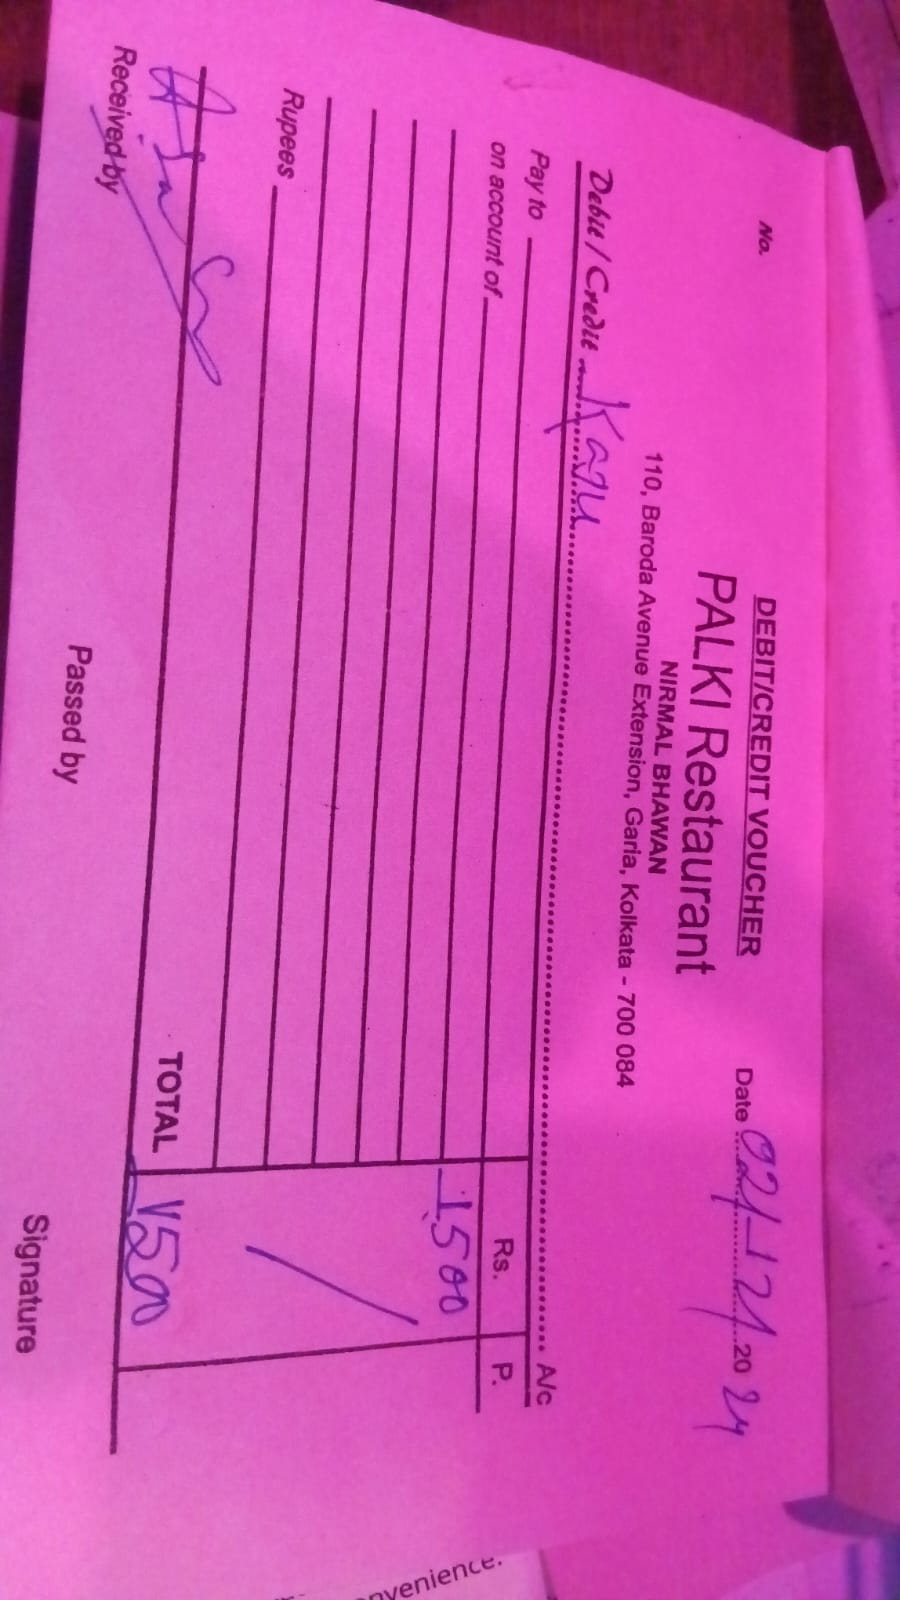 DEBIT/CREDIT VOUCHER
No.
PALKI Restaurant
Date 02/12/2024
NIRMAL BHAWAN
110, Baroda Avenue Extension, Garia, Kolkata - 700 084
Debit / Credit Kaju A/c
Pay to Rs. P.
on account of 1500
Rupees
TOTAL 1500
Received by Passed by Signature
nvenience.